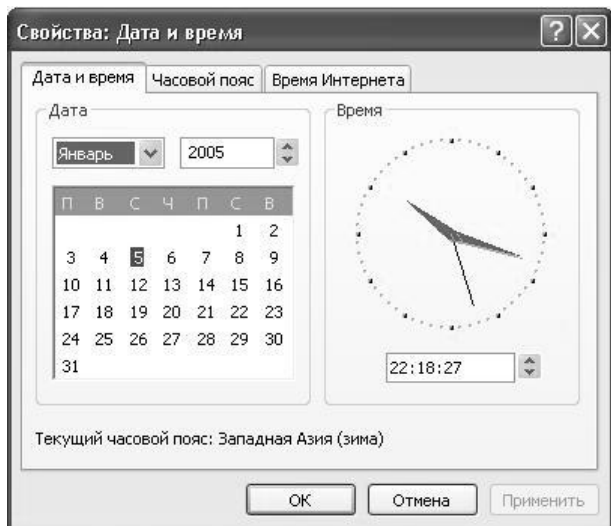 Свойства: Дата и время
Дата и время Часовой пояс Время Интернета
Дата
Январь 2005
П В С Ч П С В
1 2
3 4 5 6 7 8 9
10 11 12 13 14 15 16
17 18 19 20 21 22 23
24 25 26 27 28 29 30
31
Время
22:18:27
Текущий часовой пояс: Западная Азия (зима)
ОК Отмена Применить